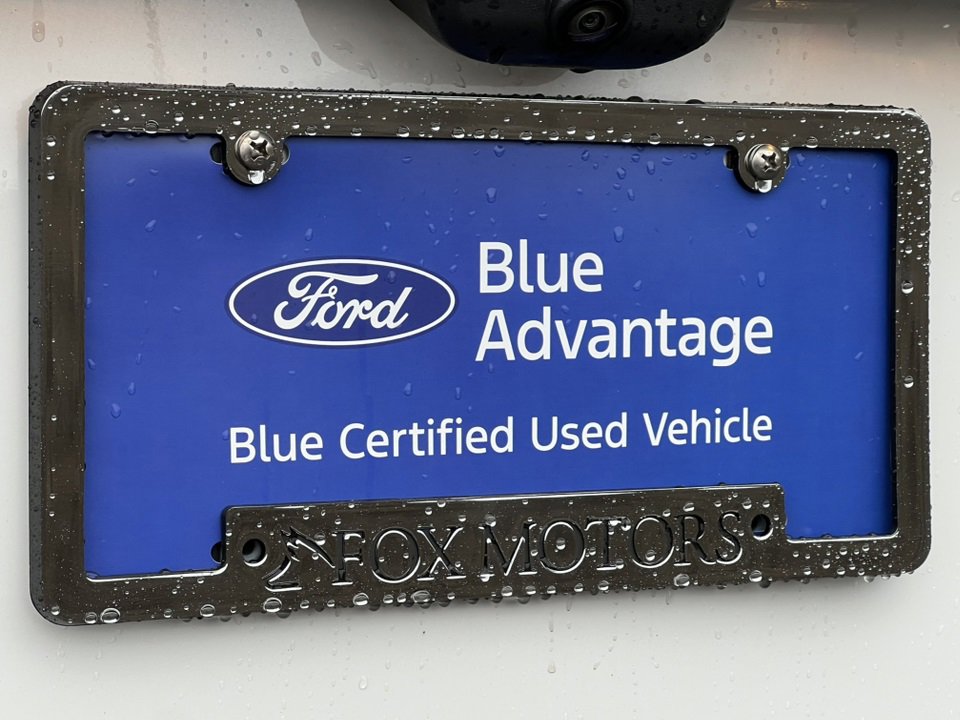 Ford
Blue
Advantage
Blue Certified Used Vehicle
FOX MOTORS